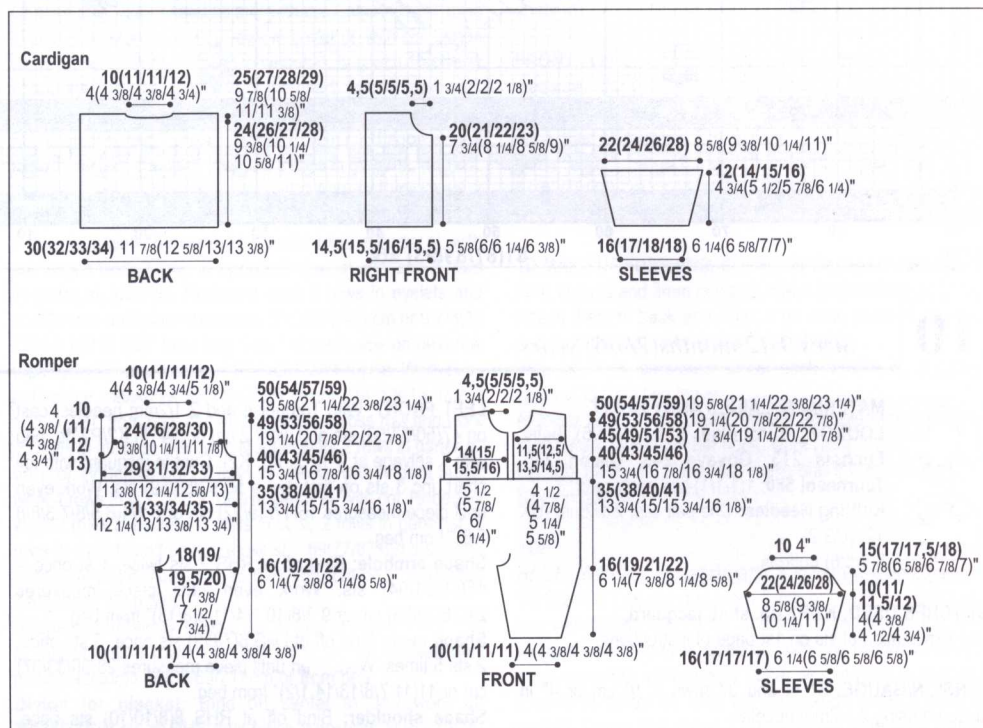 Cardigan
10(11/11/12)
4(4 3/8/4 3/8/4 3/4)"
25(27/28/29)
9 7/8(10 5/8/
11/11 3/8)"
24(26/27/28)
9 3/8(10 1/4/
10 5/8/11)"
30(32/33/34) 11 7/8(12 5/8/13/13 3/8)"
BACK
4,5(5/5/5,5) 1 3/4(2/2/2 1/8)"
20(21/22/23)
7 3/4(8 1/4/8 5/8/9)"
14,5(15,5/16/15,5) 5 5/8(6/6 1/4/6 3/8)"
RIGHT FRONT
22(24/26/28) 8 5/8(9 3/8/10 1/4/11)"
12(14/15/16)
4 3/4(5 1/2/5 7/8/6 1/4)"
16(17/18/18) 6 1/4(6 5/8/7/7)"
SLEEVES
Romper
10(11/11/12)
4(4 3/8/4 3/4/5 1/8)"
4 10
(4 3/8/ (11/
4 3/8/ 12/
4 3/4) 13)
24(26/28/30)
9 3/8(10 1/4/11/11 7/8)"
29(31/32/33)
11 3/8(12 1/4/12 5/8/13)"
31(33/34/35)
12 1/4(13/13 3/8/13 3/4)"
18(19/
19,5/20)
7(7 3/8/
7 1/2/
7 3/4)"
50(54/57/59)
19 5/8(21 1/4/22 3/8/23 1/4)"
49(53/56/58)
19 1/4(20 7/8/22/22 7/8)"
40(43/45/46)
15 3/4(16 7/8/16 3/4/18 1/8)"
35(38/40/41)
13 3/4(15/15 3/4/16 1/8)"
16(19/21/22)
6 1/4(7 3/8/8 1/4/8 5/8)"
10(11/11/11) 4(4 3/8/4 3/8/4 3/8)"
BACK
4,5(5/5/5,5)
1 3/4(2/2/2 1/8)"
14(15/
15,5/16)
5 1/2
(5 7/8/
6/
6 1/4)"
11,5(12,5/
13,5/14,5)
4 1/2
(4 7/8/
5 1/4/
5 5/8)"
50(54/57/59) 19 5/8(21 1/4/22 3/8/23 1/4)"
49(53/56/58) 19 1/4(20 7/8/22/22 7/8)"
45(49/51/53) 17 3/4(19 1/4/20/20 7/8)"
40(43/45/46)
15 3/4(16 7/8/16 3/4/18 1/8)"
35(38/40/41)
13 3/4(15/15 3/4/16 1/8)"
16(19/21/22)
6 1/4(7 3/8/8 1/4/8 5/8)"
10(11/11/11) 4(4 3/8/4 3/8/4 3/8)"
FRONT
10 4"
22(24/26/28)
8 5/8(9 3/8/
10 1/4/11)"
15(17/17,5/18)
5 7/8(6 5/8/6 7/8/7)"
10(11/
11,5/12)
4(4 3/8/
4 1/2/4 3/4)"
16(17/17/17) 6 1/4(6 5/8/6 5/8/6 5/8)"
SLEEVES